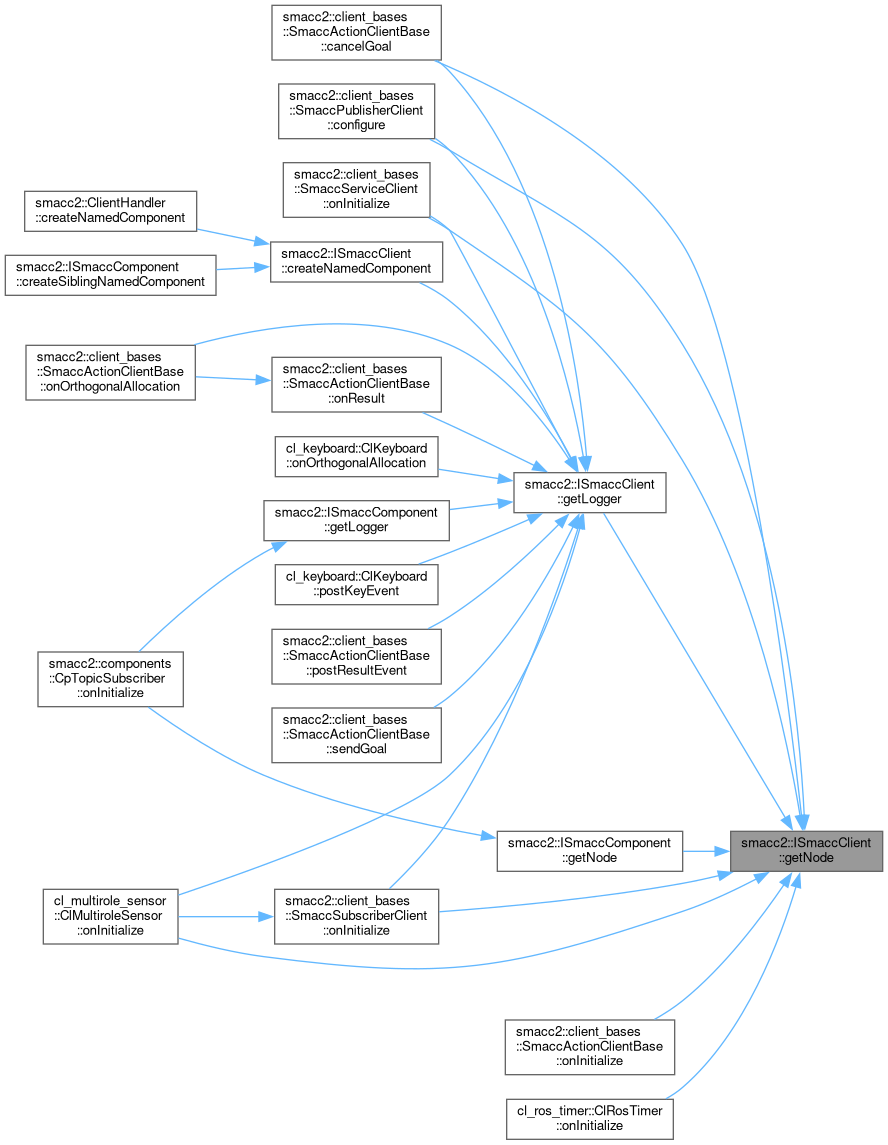 smacc2::client_bases
::SmaccActionClientBase
::cancelGoal
smacc2::client_bases
::SmaccPublisherClient
::configure
smacc2::client_bases
::SmaccServiceClient
::onInitialize
smacc2::ClientHandler
::createNamedComponent
smacc2::ISmaccClient
::createNamedComponent
smacc2::ISmaccComponent
::createSiblingNamedComponent
smacc2::client_bases
::SmaccActionClientBase
::onOrthogonalAllocation
smacc2::client_bases
::SmaccActionClientBase
::onResult
cl_keyboard::ClKeyboard
::onOrthogonalAllocation
smacc2::ISmaccClient
::getLogger
smacc2::ISmaccComponent
::getLogger
cl_keyboard::ClKeyboard
::postKeyEvent
smacc2::client_bases
::SmaccActionClientBase
::postResultEvent
smacc2::components
::CpTopicSubscriber
::onInitialize
smacc2::client_bases
::SmaccActionClientBase
::sendGoal
smacc2::ISmaccComponent
::getNode
smacc2::ISmaccClient
::getNode
cl_multirole_sensor
::ClMultiroleSensor
::onInitialize
smacc2::client_bases
::SmaccSubscriberClient
::onInitialize
smacc2::client_bases
::SmaccActionClientBase
::onInitialize
cl_ros_timer::ClRosTimer
::onInitialize